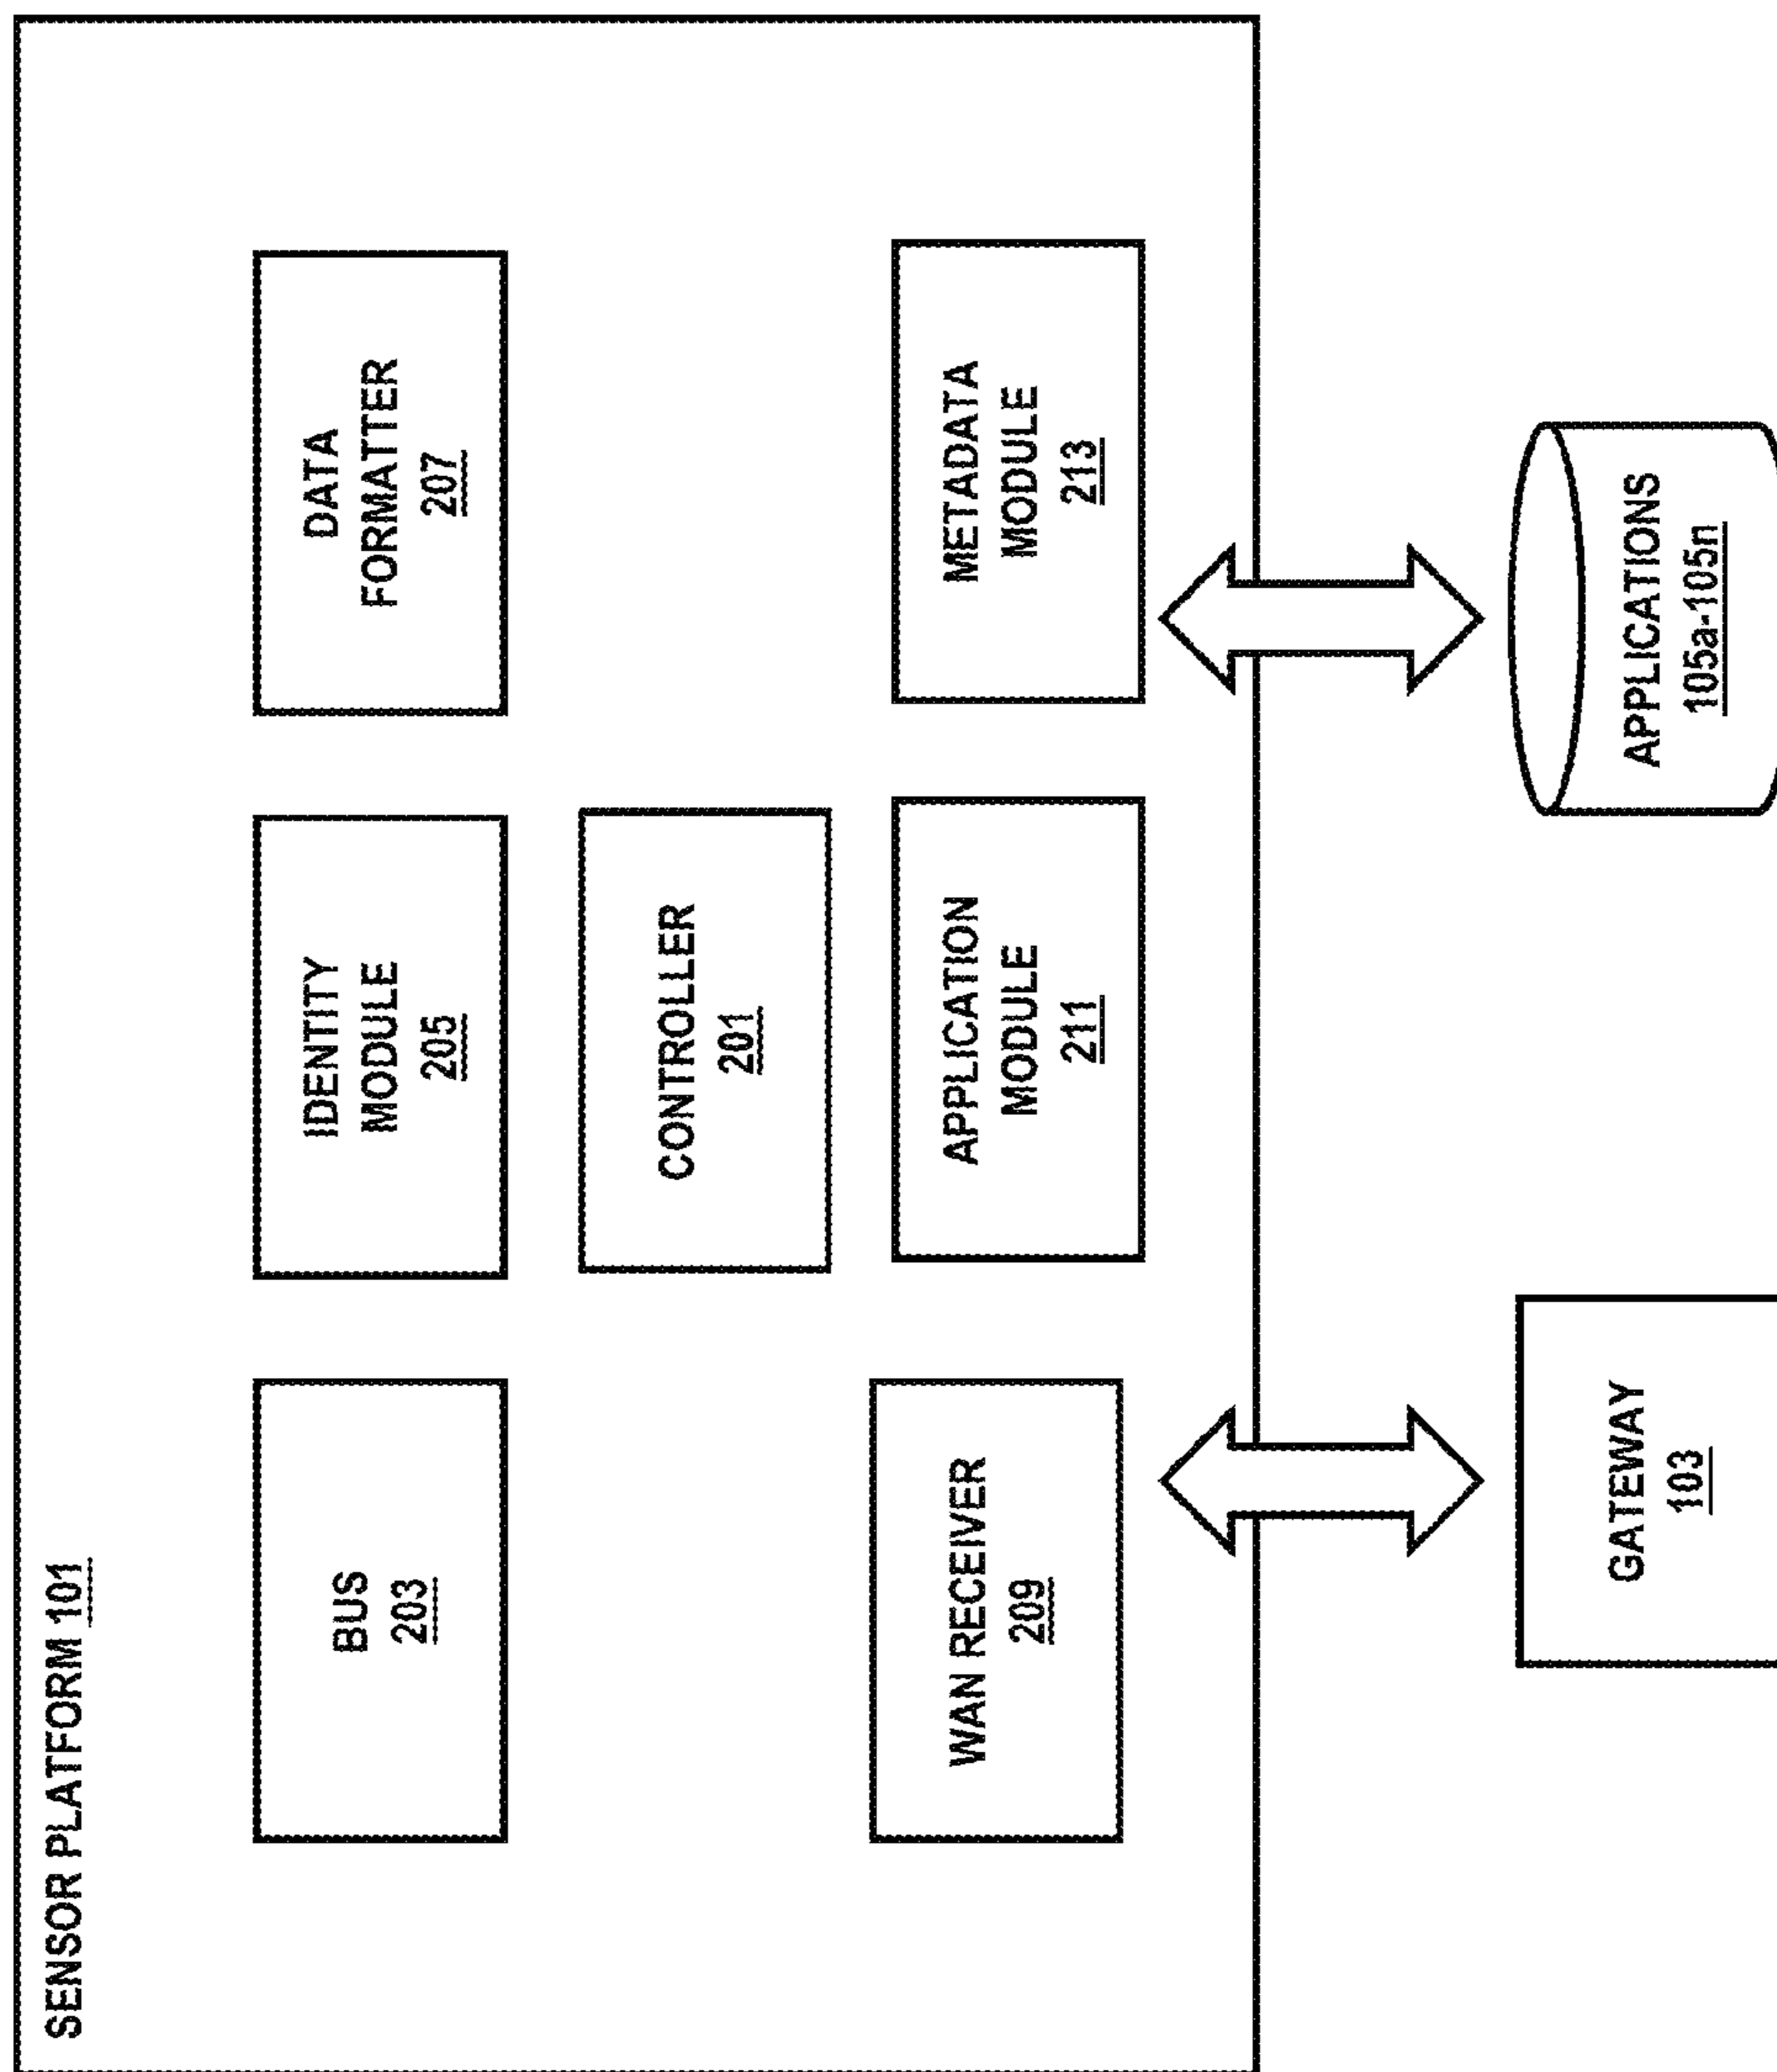 SENSOR PLATFORM 101
BUS
203
IDENTITY
MODULE
205
DATA
FORMATTER
207
CONTROLLER
201
WAN RECEIVER
209
APPLICATION
MODULE
211
METADATA
MODULE
213
GATEWAY
103
APPLICATIONS
105a-105n